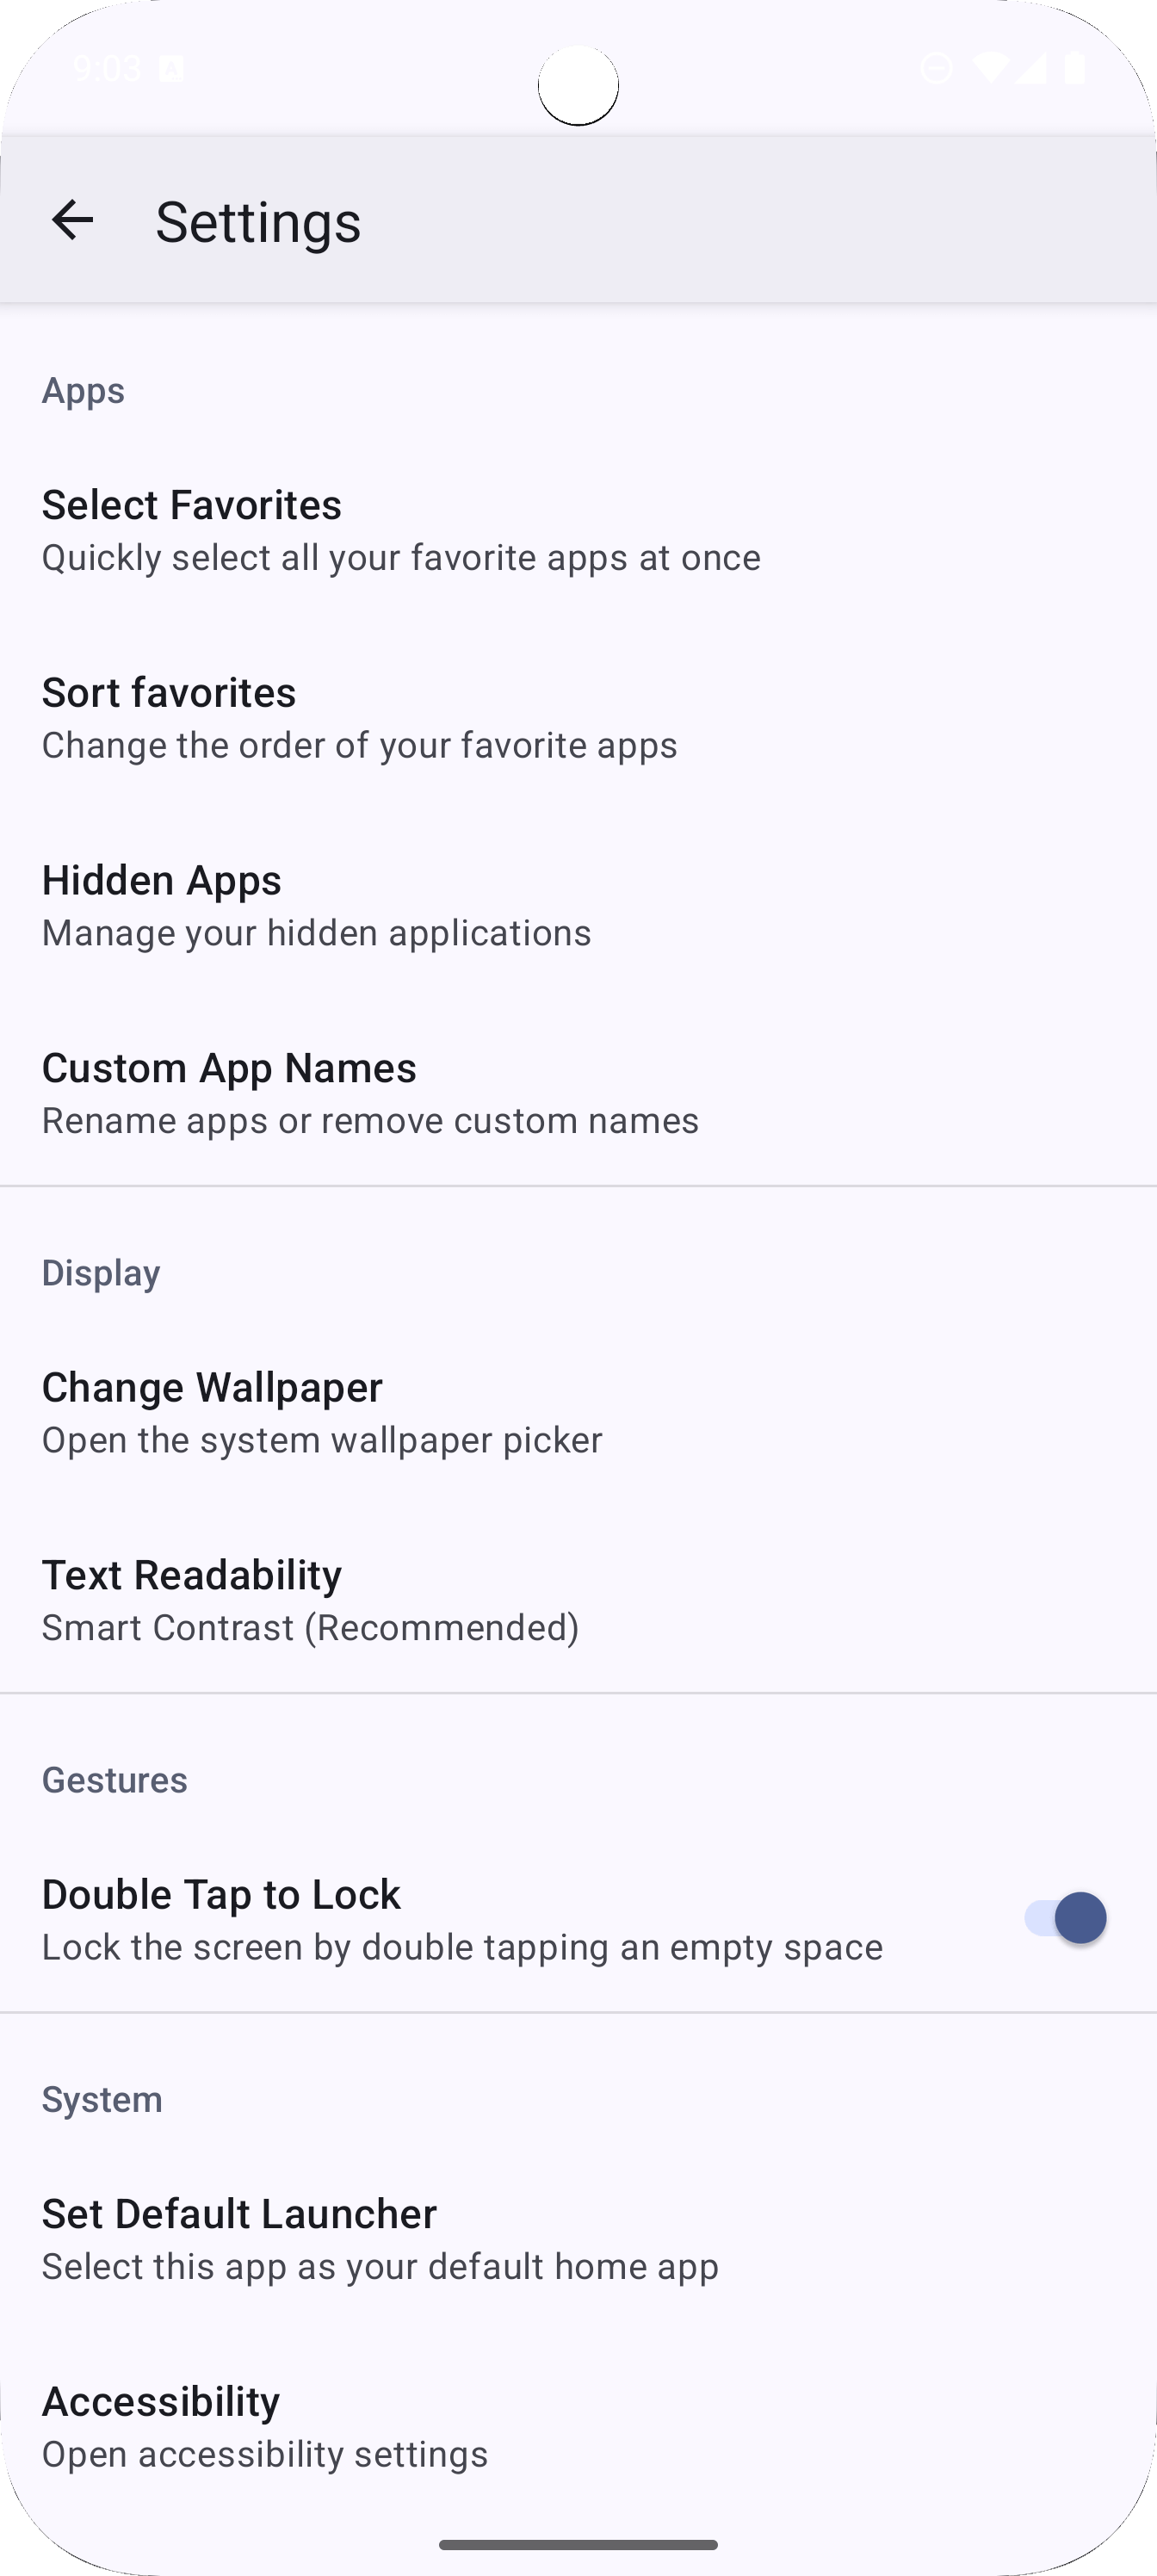 9:03 A
Settings
Apps
Select Favorites
Quickly select all your favorite apps at once
Sort favorites
Change the order of your favorite apps
Hidden Apps
Manage your hidden applications
Custom App Names
Rename apps or remove custom names
Display
Change Wallpaper
Open the system wallpaper picker
Text Readability
Smart Contrast (Recommended)
Gestures
Double Tap to Lock
Lock the screen by double tapping an empty space
System
Set Default Launcher
Select this app as your default home app
Accessibility
Open accessibility settings